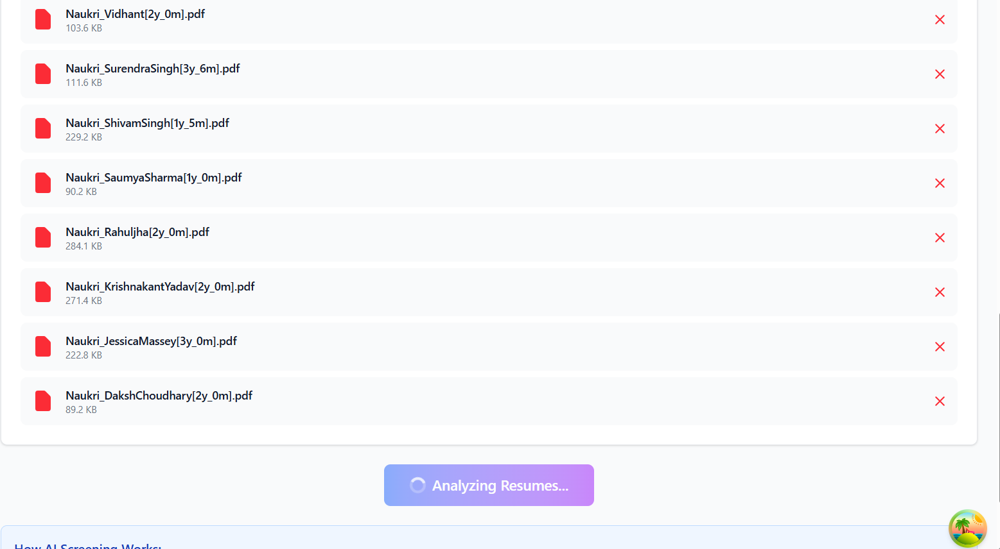 Naukri_Vidhant[2y_0m].pdf
103.6 KB
Naukri_SurendraSingh[3y_6m].pdf
111.6 KB
Naukri_ShivamSingh[1y_5m].pdf
229.2 KB
Naukri_SaumyaSharma[1y_0m].pdf
90.2 KB
Naukri_RahulJha[2y_0m].pdf
284.1 KB
Naukri_KrishnakantYadav[2y_0m].pdf
271.4 KB
Naukri_JessicaMassey[3y_0m].pdf
222.8 KB
Naukri_DakshChoudhary[2y_0m].pdf
89.2 KB
Analyzing Resumes...
How AI Screening Works: